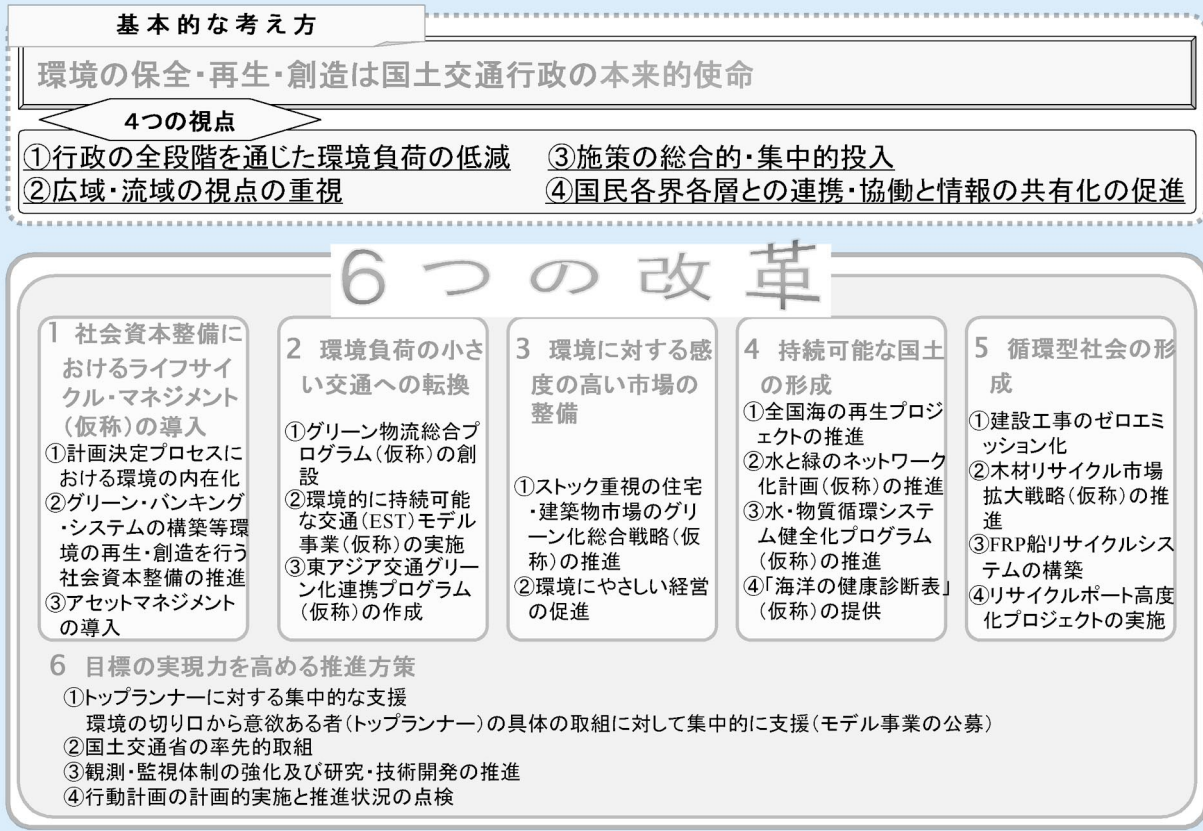 基本的な考え方
環境の保全・再生・創造は国土交通行政の本来的使命
4つの視点
①行政の全段階を通じた環境負荷の低減
②広域・流域の視点の重視
③施策の総合的・集中的投入
④国民各界各層との連携・協働と情報の共有化の促進
6つの改革
1 社会資本整備に
おけるライフサイ
クル・マネジメント
(仮称)の導入
①計画決定プロセスに
おける環境の内在化
②グリーン・バンキング
・システムの構築等環
境の再生・創造を行う
社会資本整備の推進
③アセットマネジメント
の導入
2 環境負荷の小さ
い交通への転換
①グリーン物流総合プ
ログラム(仮称)の創
設
②環境的に持続可能
な交通(EST)モデル
事業(仮称)の実施
③東アジア交通グリー
ン化連携プログラム
(仮称)の作成
3 環境に対する感
度の高い市場の
整備
①ストック重視の住宅
・建築物市場のグリ
ーン化総合戦略(仮
称)の推進
②環境にやさしい経営
の促進
4 持続可能な国土
の形成
①全国海の再生プロジ
ェクトの推進
②水と緑のネットワーク
化計画(仮称)の推進
③水・物質循環システ
ム健全化プログラム
(仮称)の推進
④「海洋の健康診断表」
(仮称)の提供
5 循環型社会の形
成
①建設工事のゼロエミ
ッション化
②木材リサイクル市場
拡大戦略(仮称)の推
進
③FRP船リサイクルシス
テムの構築
④リサイクルポート高度
化プロジェクトの実施
6 目標の実現力を高める推進方策
①トップランナーに対する集中的な支援
環境の切り口から意欲ある者(トップランナー)の具体の取組に対して集中的に支援(モデル事業の公募)
②国土交通省の率先的取組
③観測・監視体制の強化及び研究・技術開発の推進
④行動計画の計画的実施と推進状況の点検